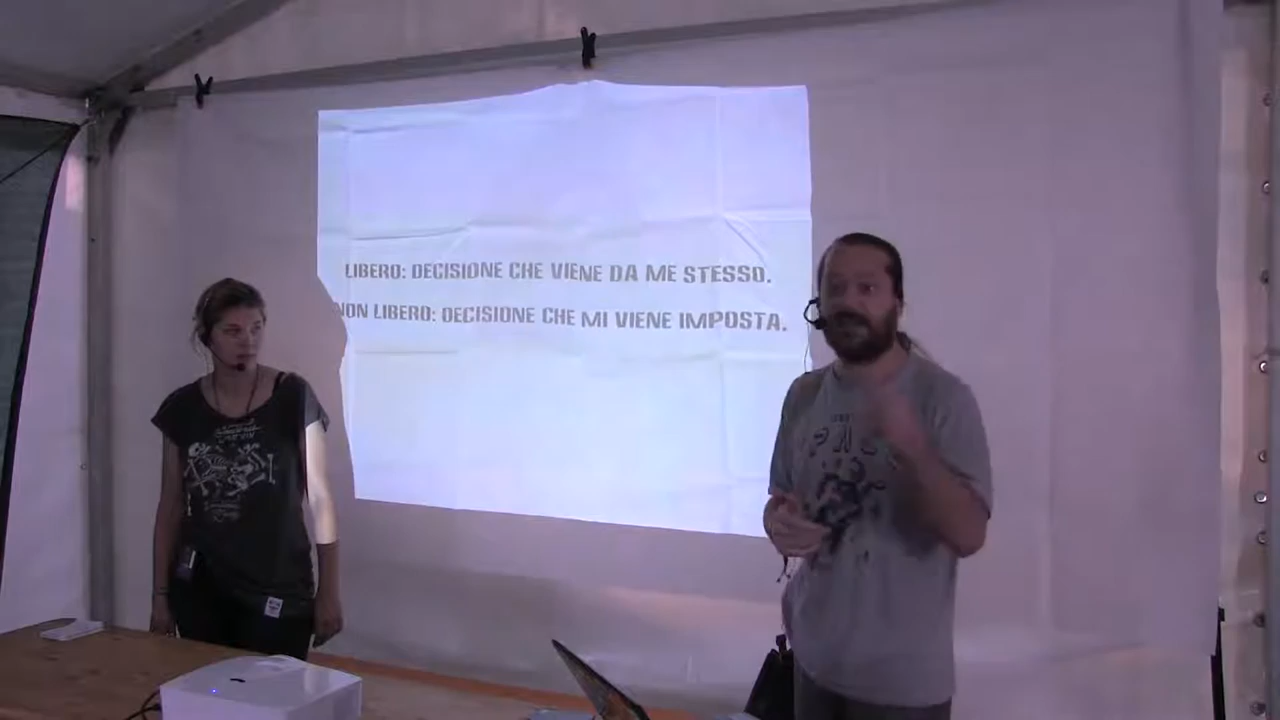 LIBERO: DECISIONE CHE VIENE DA ME STESSO.
NON LIBERO: DECISIONE CHE MI VIENE IMPOSTA.